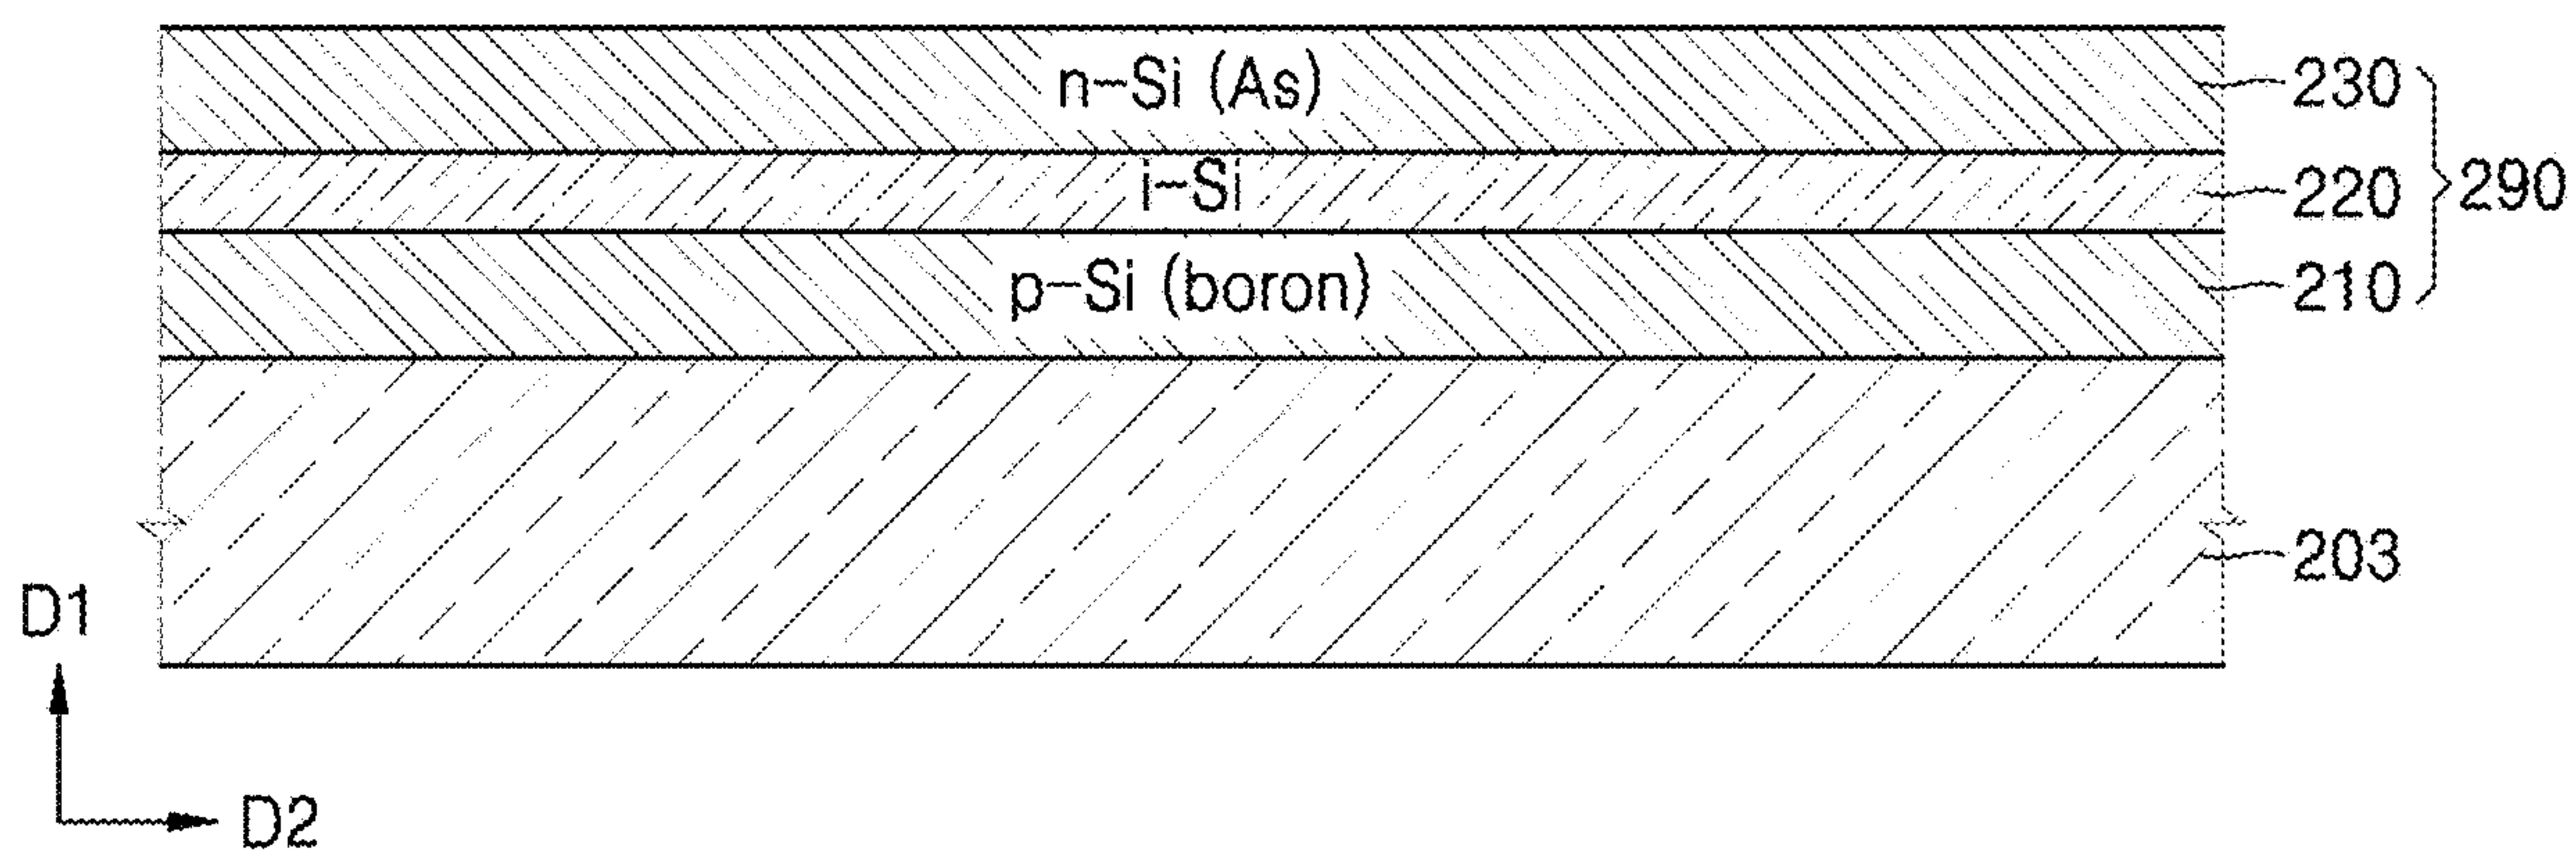 n-Si (As)
230
i-Si
220
290
p-Si (boron)
210
203
D1
D2